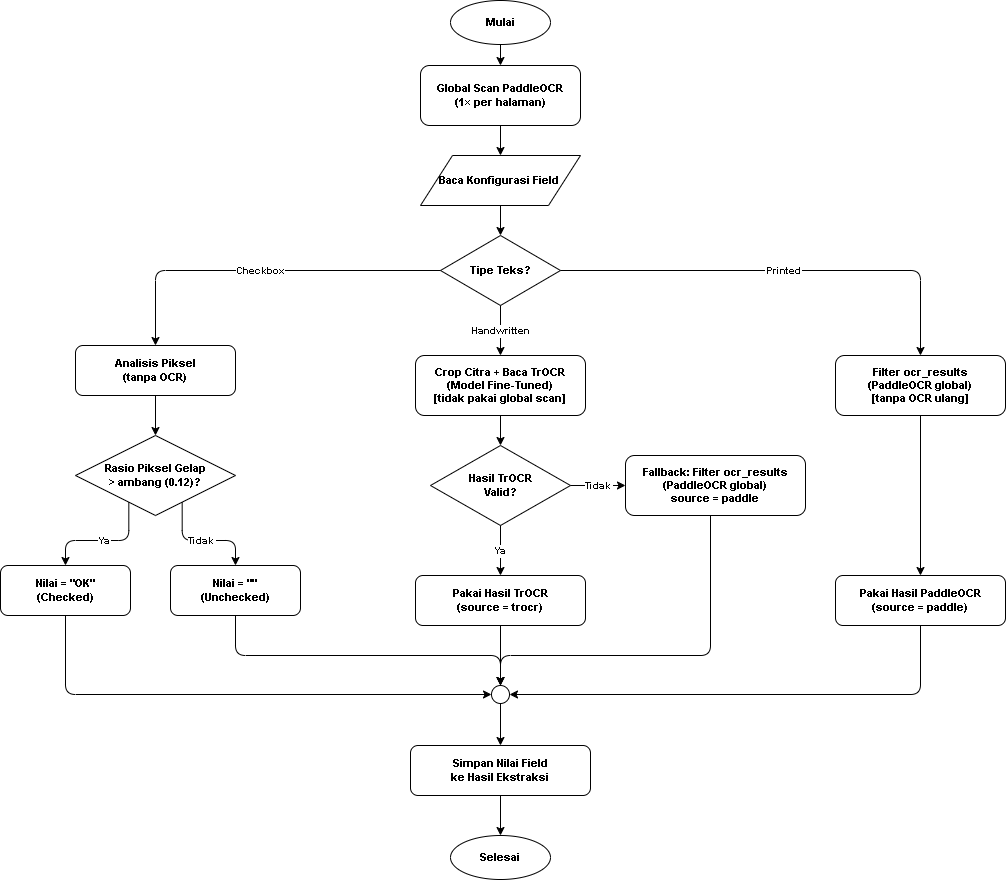 Mulai
Global Scan PaddleOCR
(1× per halaman)
Baca Konfigurasi Field
Tipe Teks?
Checkbox
Printed
Handwritten
Analisis Piksel
(tanpa OCR)
Crop Citra + Baca TrOCR
(Model Fine-Tuned)
[tidak pakai global scan]
Filter ocr_results
(PaddleOCR global)
[tanpa OCR ulang]
Rasio Piksel Gelap
> ambang (0.12)?
Hasil TrOCR
Valid?
Tidak
Fallback: Filter ocr_results
(PaddleOCR global)
source = paddle
Ya
Tidak
Ya
Nilai = "OK"
(Checked)
Nilai = ""
(Unchecked)
Pakai Hasil TrOCR
(source = trocr)
Pakai Hasil PaddleOCR
(source = paddle)
Simpan Nilai Field
ke Hasil Ekstraksi
Selesai